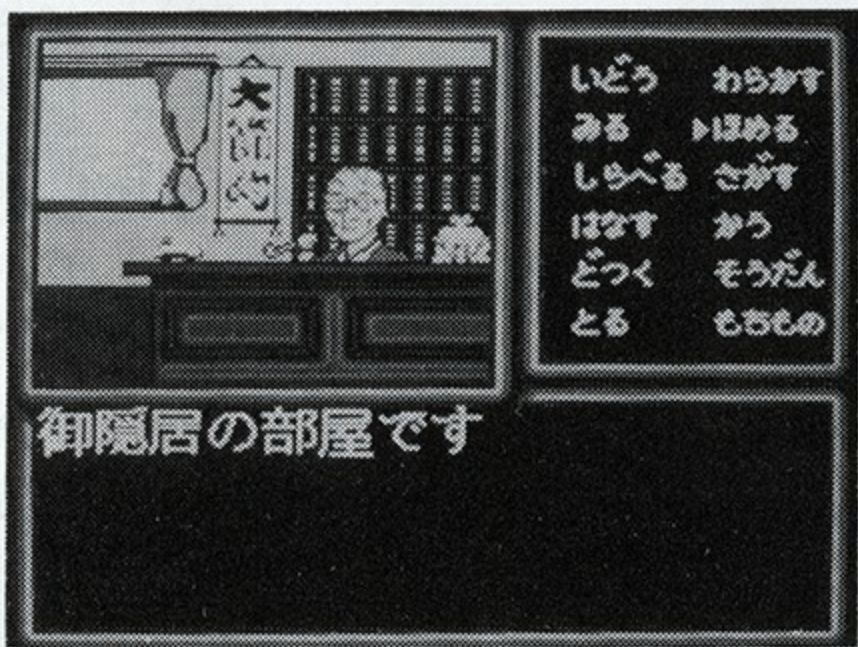 いどう わらかす
みる ▶ほめる
しらべる さがす
はなす かう
どつく そうだん
とる もちもの
御隠居の部屋です